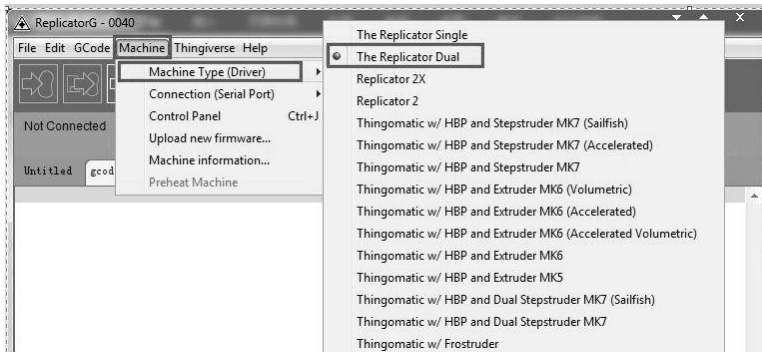 ReplicatorG - 0040
File Edit GCode Machine Thingiverse Help
Not Connected
Untitled gcod
Machine Type (Driver)
Connection (Serial Port)
Control Panel Ctrl+J
Upload new firmware...
Machine information...
Preheat Machine
The Replicator Single
The Replicator Dual
Replicator 2X
Replicator 2
Thingomatic w/ HBP and Stepstruder MK7 (Sailfish)
Thingomatic w/ HBP and Stepstruder MK7 (Accelerated)
Thingomatic w/ HBP and Stepstruder MK7
Thingomatic w/ HBP and Extruder MK6 (Volumetric)
Thingomatic w/ HBP and Extruder MK6 (Accelerated)
Thingomatic w/ HBP and Extruder MK6 (Accelerated Volumetric)
Thingomatic w/ HBP and Extruder MK6
Thingomatic w/ HBP and Extruder MK5
Thingomatic w/ HBP and Dual Stepstruder MK7 (Sailfish)
Thingomatic w/ HBP and Dual Stepstruder MK7
Thingomatic w/ Frostruder